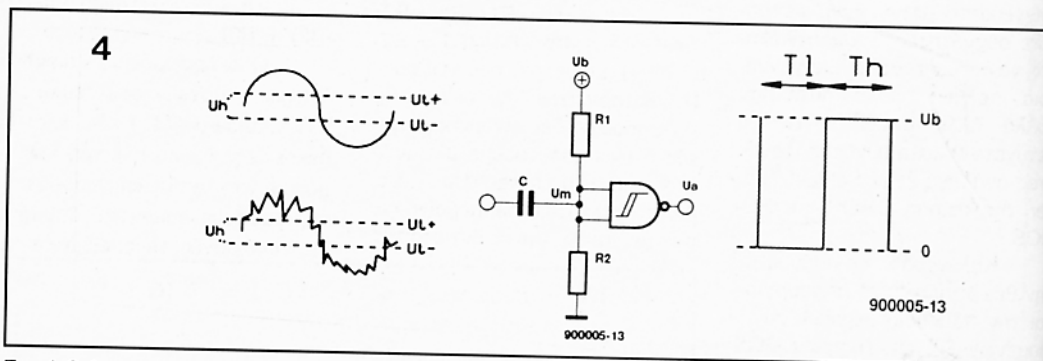 4
Uh
Ut+
Ut-
Uh
Ut+
Ut-
Ub
R1
C
Um
Ua
R2
900005-13
Tl
Th
Ub
0
900005-13